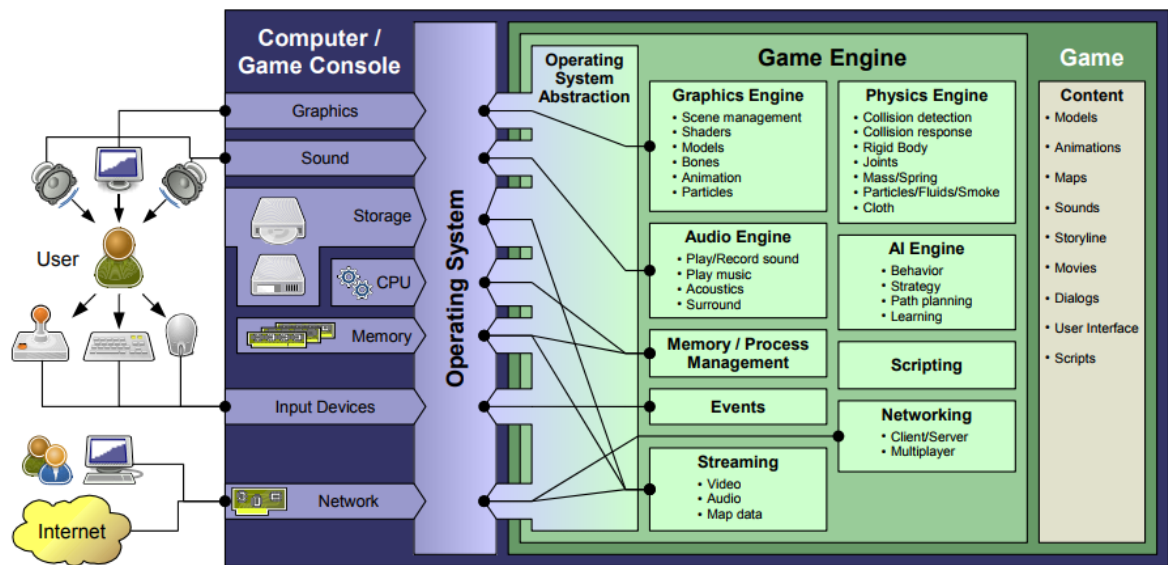 Computer /
Game Console
Graphics
Sound
Storage
CPU
Memory
Input Devices
Network
User
Internet
Operating System
Operating
System
Abstraction
Game Engine
Graphics Engine
• Scene management
• Shaders
• Models
• Bones
• Animation
• Particles
Audio Engine
• Play/Record sound
• Play music
• Acoustics
• Surround
Memory / Process
Management
Events
Streaming
• Video
• Audio
• Map data
Physics Engine
• Collision detection
• Collision response
• Rigid Body
• Joints
• Mass/Spring
• Particles/Fluids/Smoke
• Cloth
AI Engine
• Behavior
• Strategy
• Path planning
• Learning
Scripting
Networking
• Client/Server
• Multiplayer
Game
Content
• Models
• Animations
• Maps
• Sounds
• Storyline
• Movies
• Dialogs
• User Interface
• Scripts